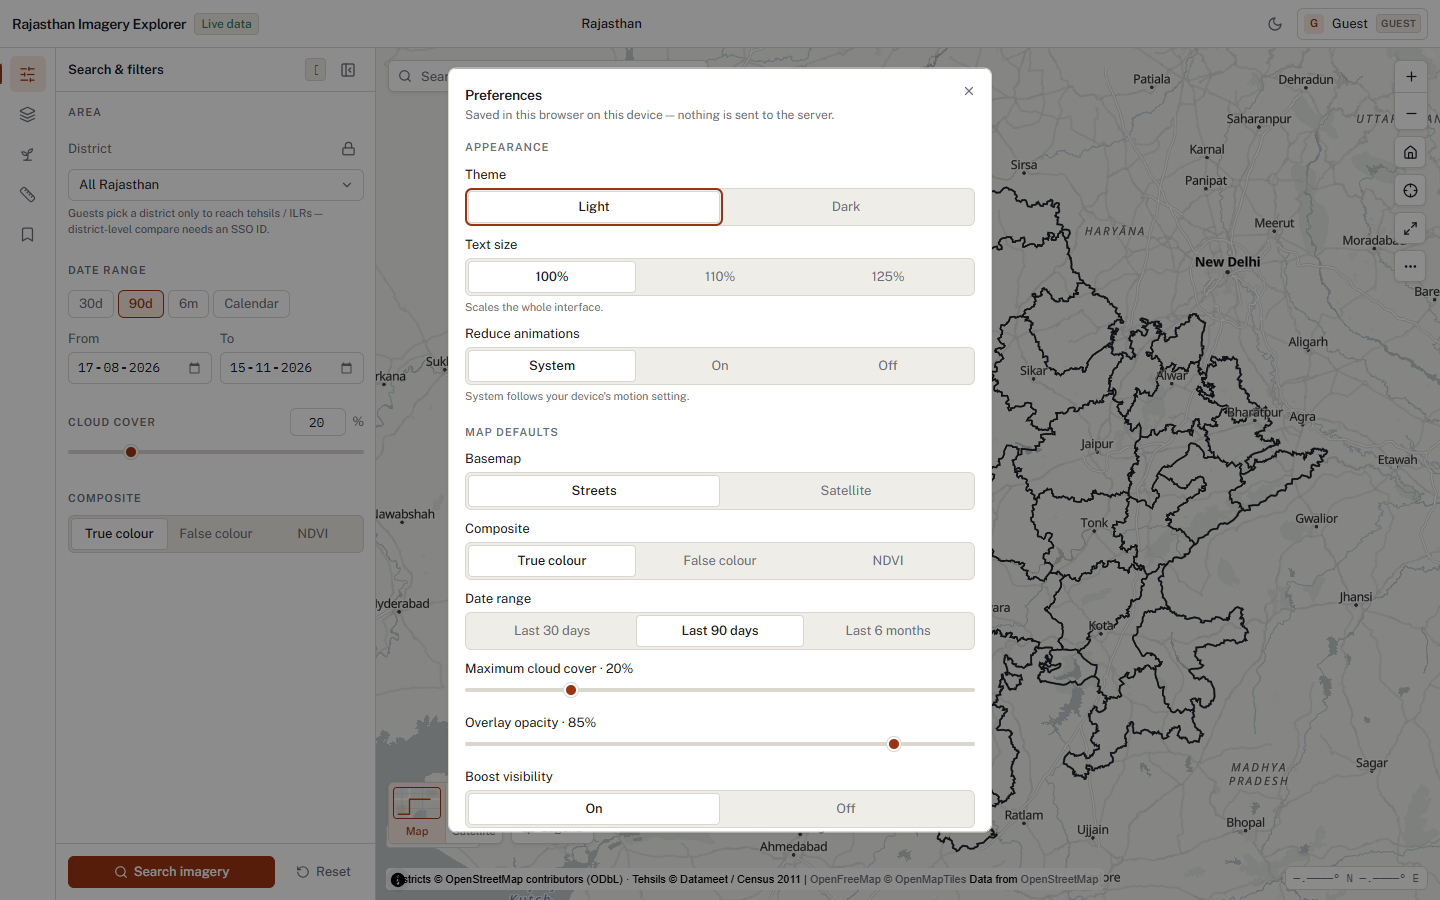 Rajasthan Imagery Explorer
Live data
Rajasthan
G Guest GUEST
Search & filters
AREA
District
All Rajasthan
Guests pick a district only to reach tehsils / ILRs —
district-level compare needs an SSO ID.
DATE RANGE
30d 90d 6m Calendar
From To
17-08-2026 15-11-2026
CLOUD COVER 20 %
COMPOSITE
True colour False colour NDVI
Search imagery Reset
Preferences
Saved in this browser on this device — nothing is sent to the server.
APPEARANCE
Theme
Light Dark
Text size
100% 110% 125%
Scales the whole interface.
Reduce animations
System On Off
System follows your device's motion setting.
MAP DEFAULTS
Basemap
Streets Satellite
Composite
True colour False colour NDVI
Date range
Last 30 days Last 90 days Last 6 months
Maximum cloud cover · 20%
Overlay opacity · 85%
Boost visibility
On Off
Patiala
Dehradun
Saharanpur
Karnal
Sirsa
Panipat
HARYĀNA
Meerut
New Delhi
Aligarh
Sikar
Alwar
Bharatpur
Agra
Jaipur
Etawah
Tonk
Gwalior
Jhansi
Kota
MADHYA
PRADESH
Sagar
Ratlam
Ujjain
Bhopal
Ahmedabad
Map
Satellite
stricts © OpenStreetMap contributors (ODbL) · Tehsils © Datameet / Census 2011 | OpenFreeMap © OpenMapTiles Data from OpenStreetMap
—.————° N —.————° E